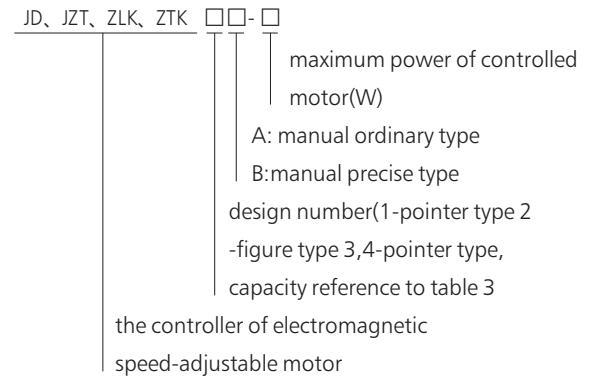 JD、JZT、ZLK、ZTK □□-□
maximum power of controlled
motor(W)
A: manual ordinary type
B:manual precise type
design number(1-pointer type 2
-figure type 3,4-pointer type,
capacity reference to table 3
the controller of electromagnetic
speed-adjustable motor